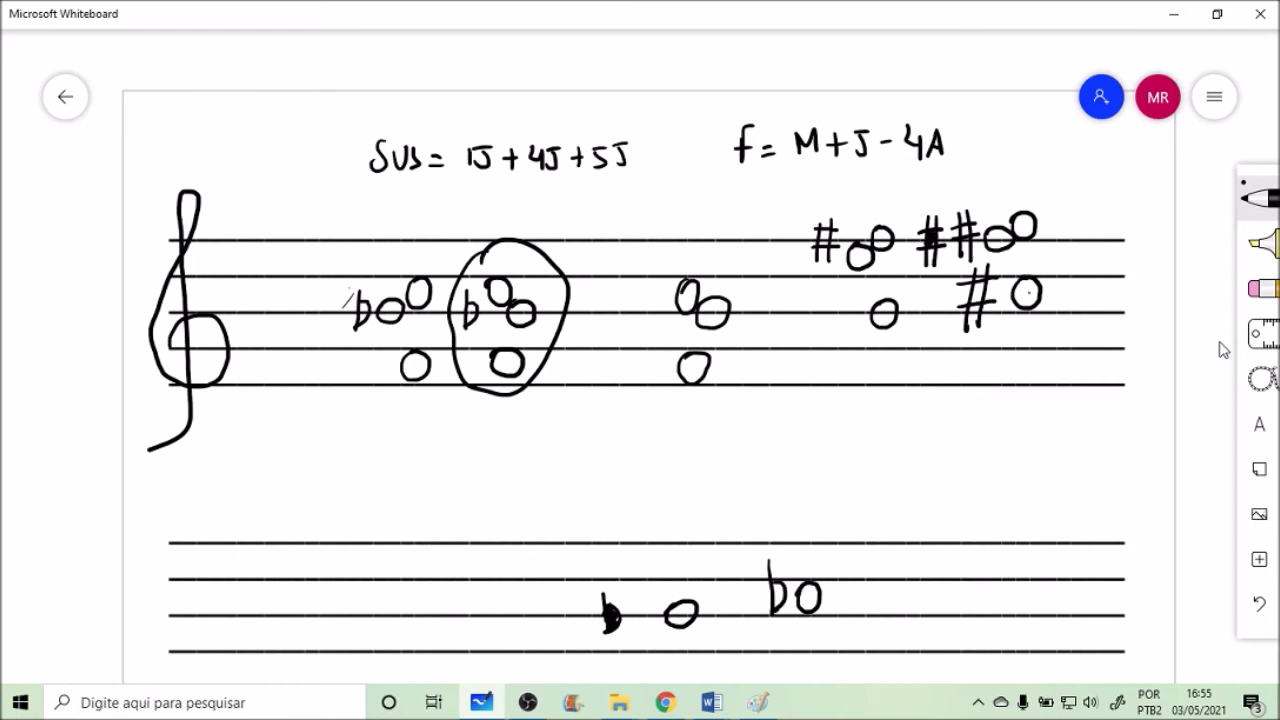 Microsoft Whiteboard
MR
SUS = 1J + 4J + 5J
f = M + J - 4A
A
Digite aqui para pesquisar
POR
PTB2
16:55
03/05/2021
3